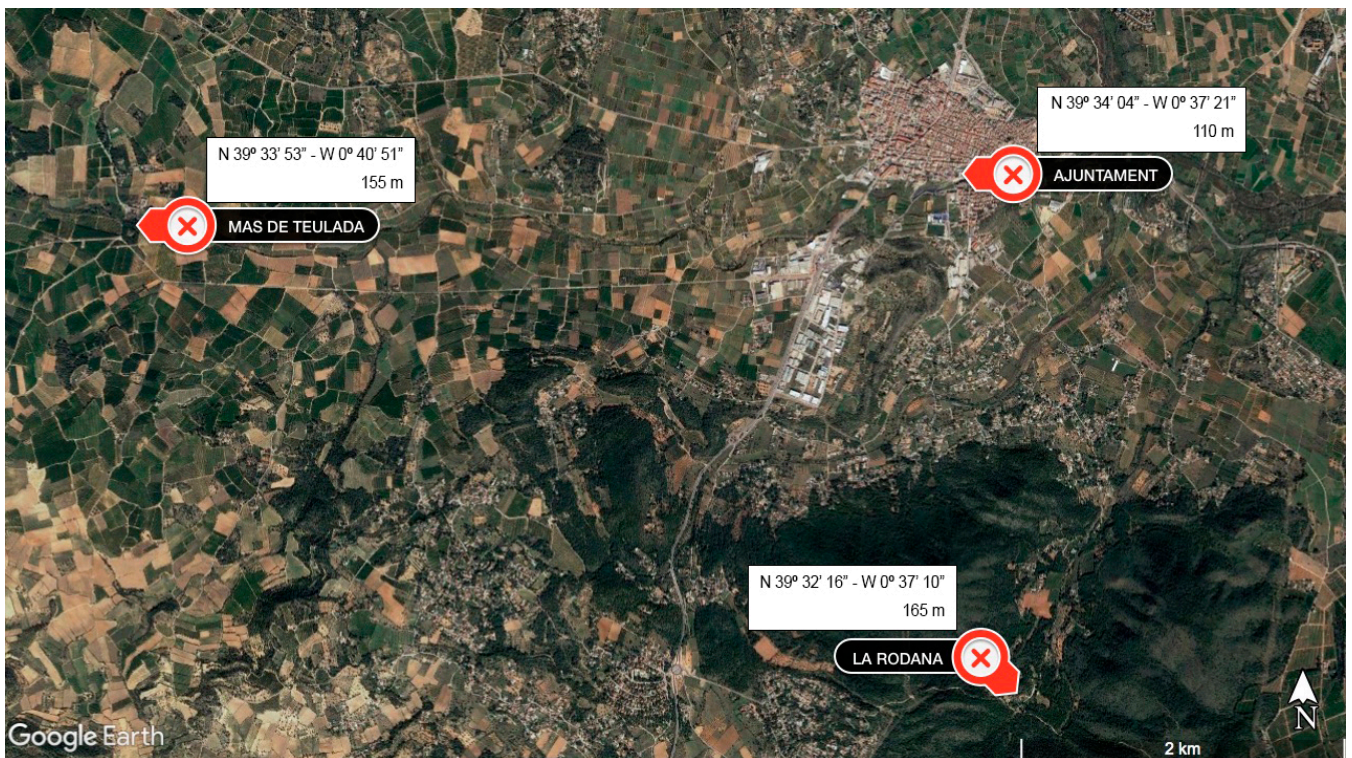 N 39º 34’ 04” - W 0º 37’ 21”
110 m
AJUNTAMENT
N 39º 33’ 53” - W 0º 40’ 51”
155 m
MAS DE TEULADA
N 39º 32’ 16” - W 0º 37’ 10”
165 m
LA RODANA
N
Google Earth
2 km